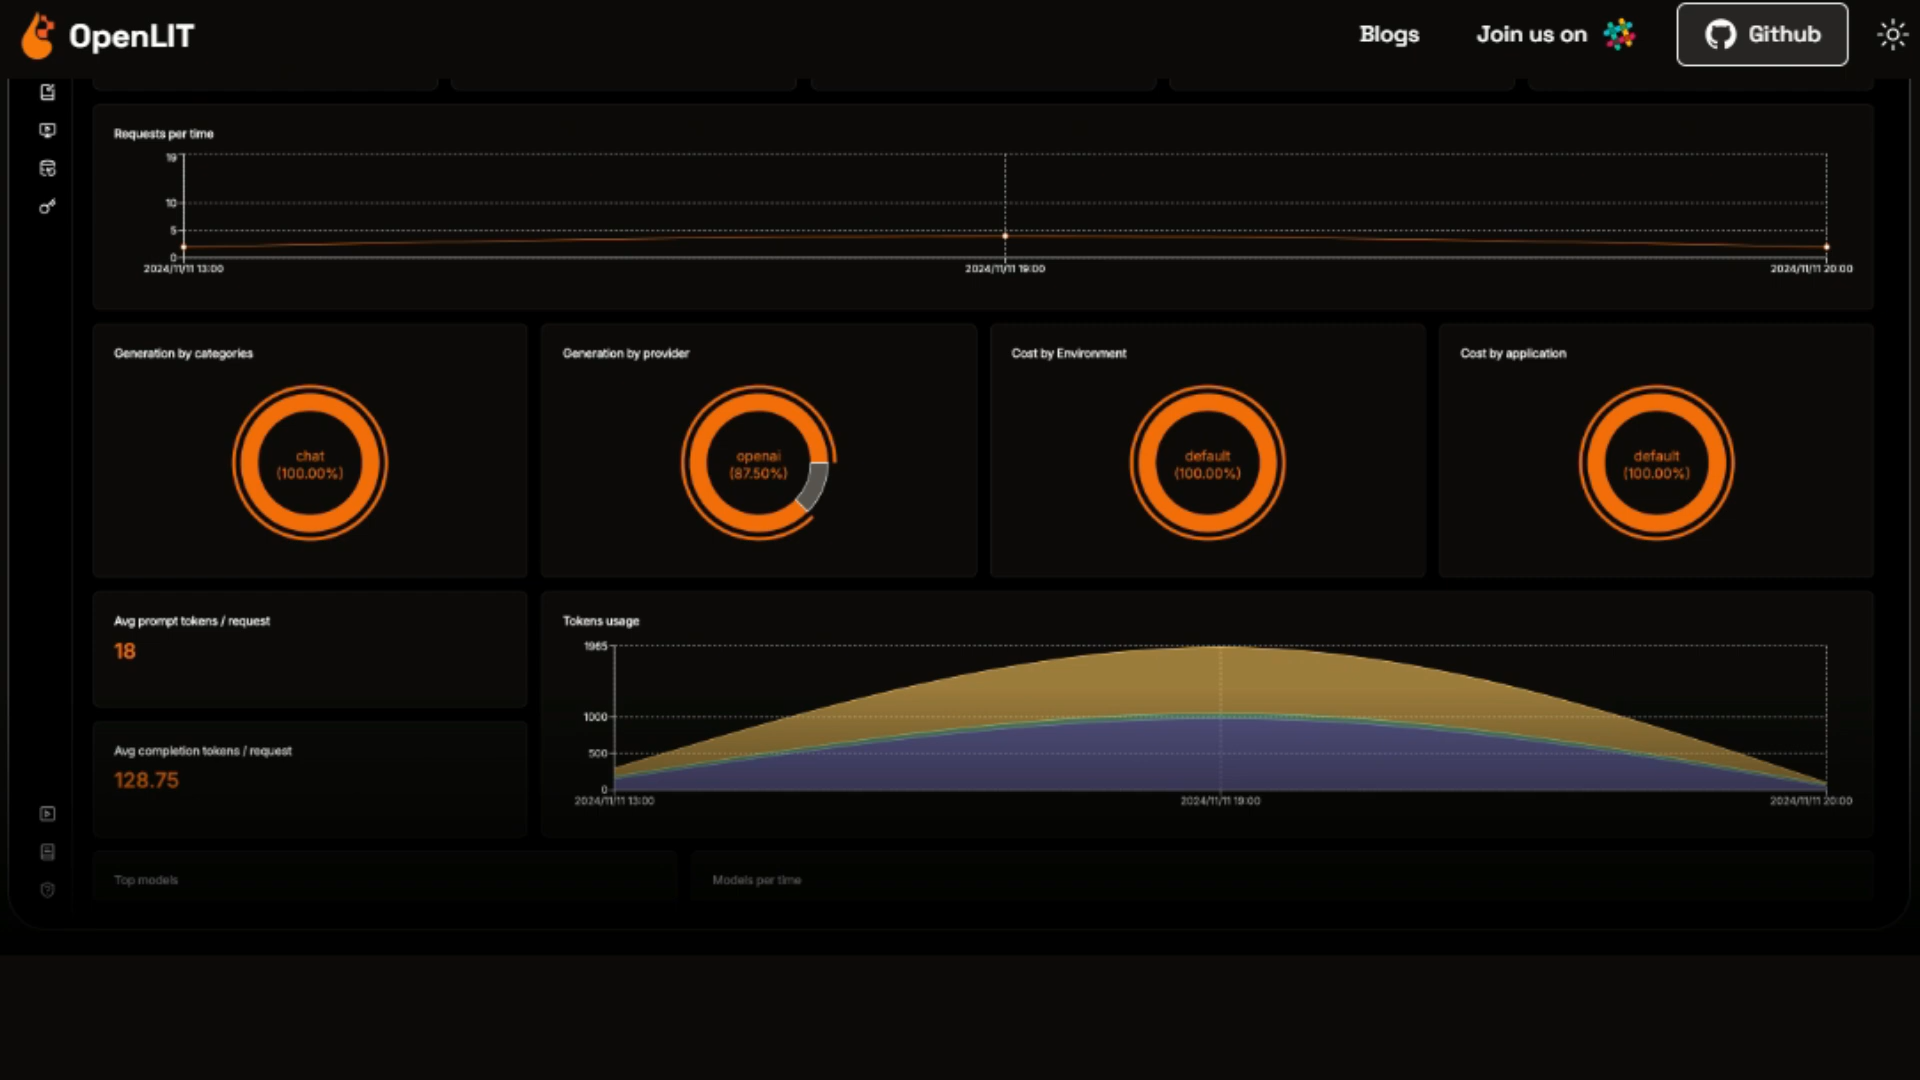 OpenLIT
Blogs
Join us on
Github
Requests per time
19
10
5
0
2024/11/11 13:00
2024/11/11 19:00
2024/11/11 20:00
Generation by categories
Generation by provider
Cost by Environment
Cost by application
chat
(100.00%)
openai
(87.50%)
default
(100.00%)
default
(100.00%)
Avg prompt tokens / request
18
Tokens usage
1965
1000
500
0
2024/11/11 13:00
2024/11/11 19:00
2024/11/11 20:00
Avg completion tokens / request
128.75
Top models
Models per time